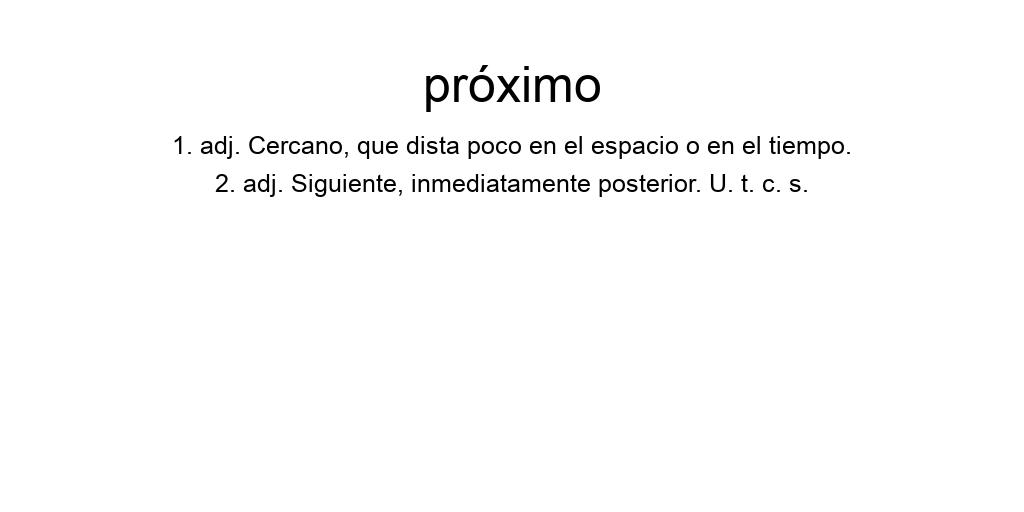 próximo
1. adj. Cercano, que dista poco en el espacio o en el tiempo.
2. adj. Siguiente, inmediatamente posterior. U. t. c. s.